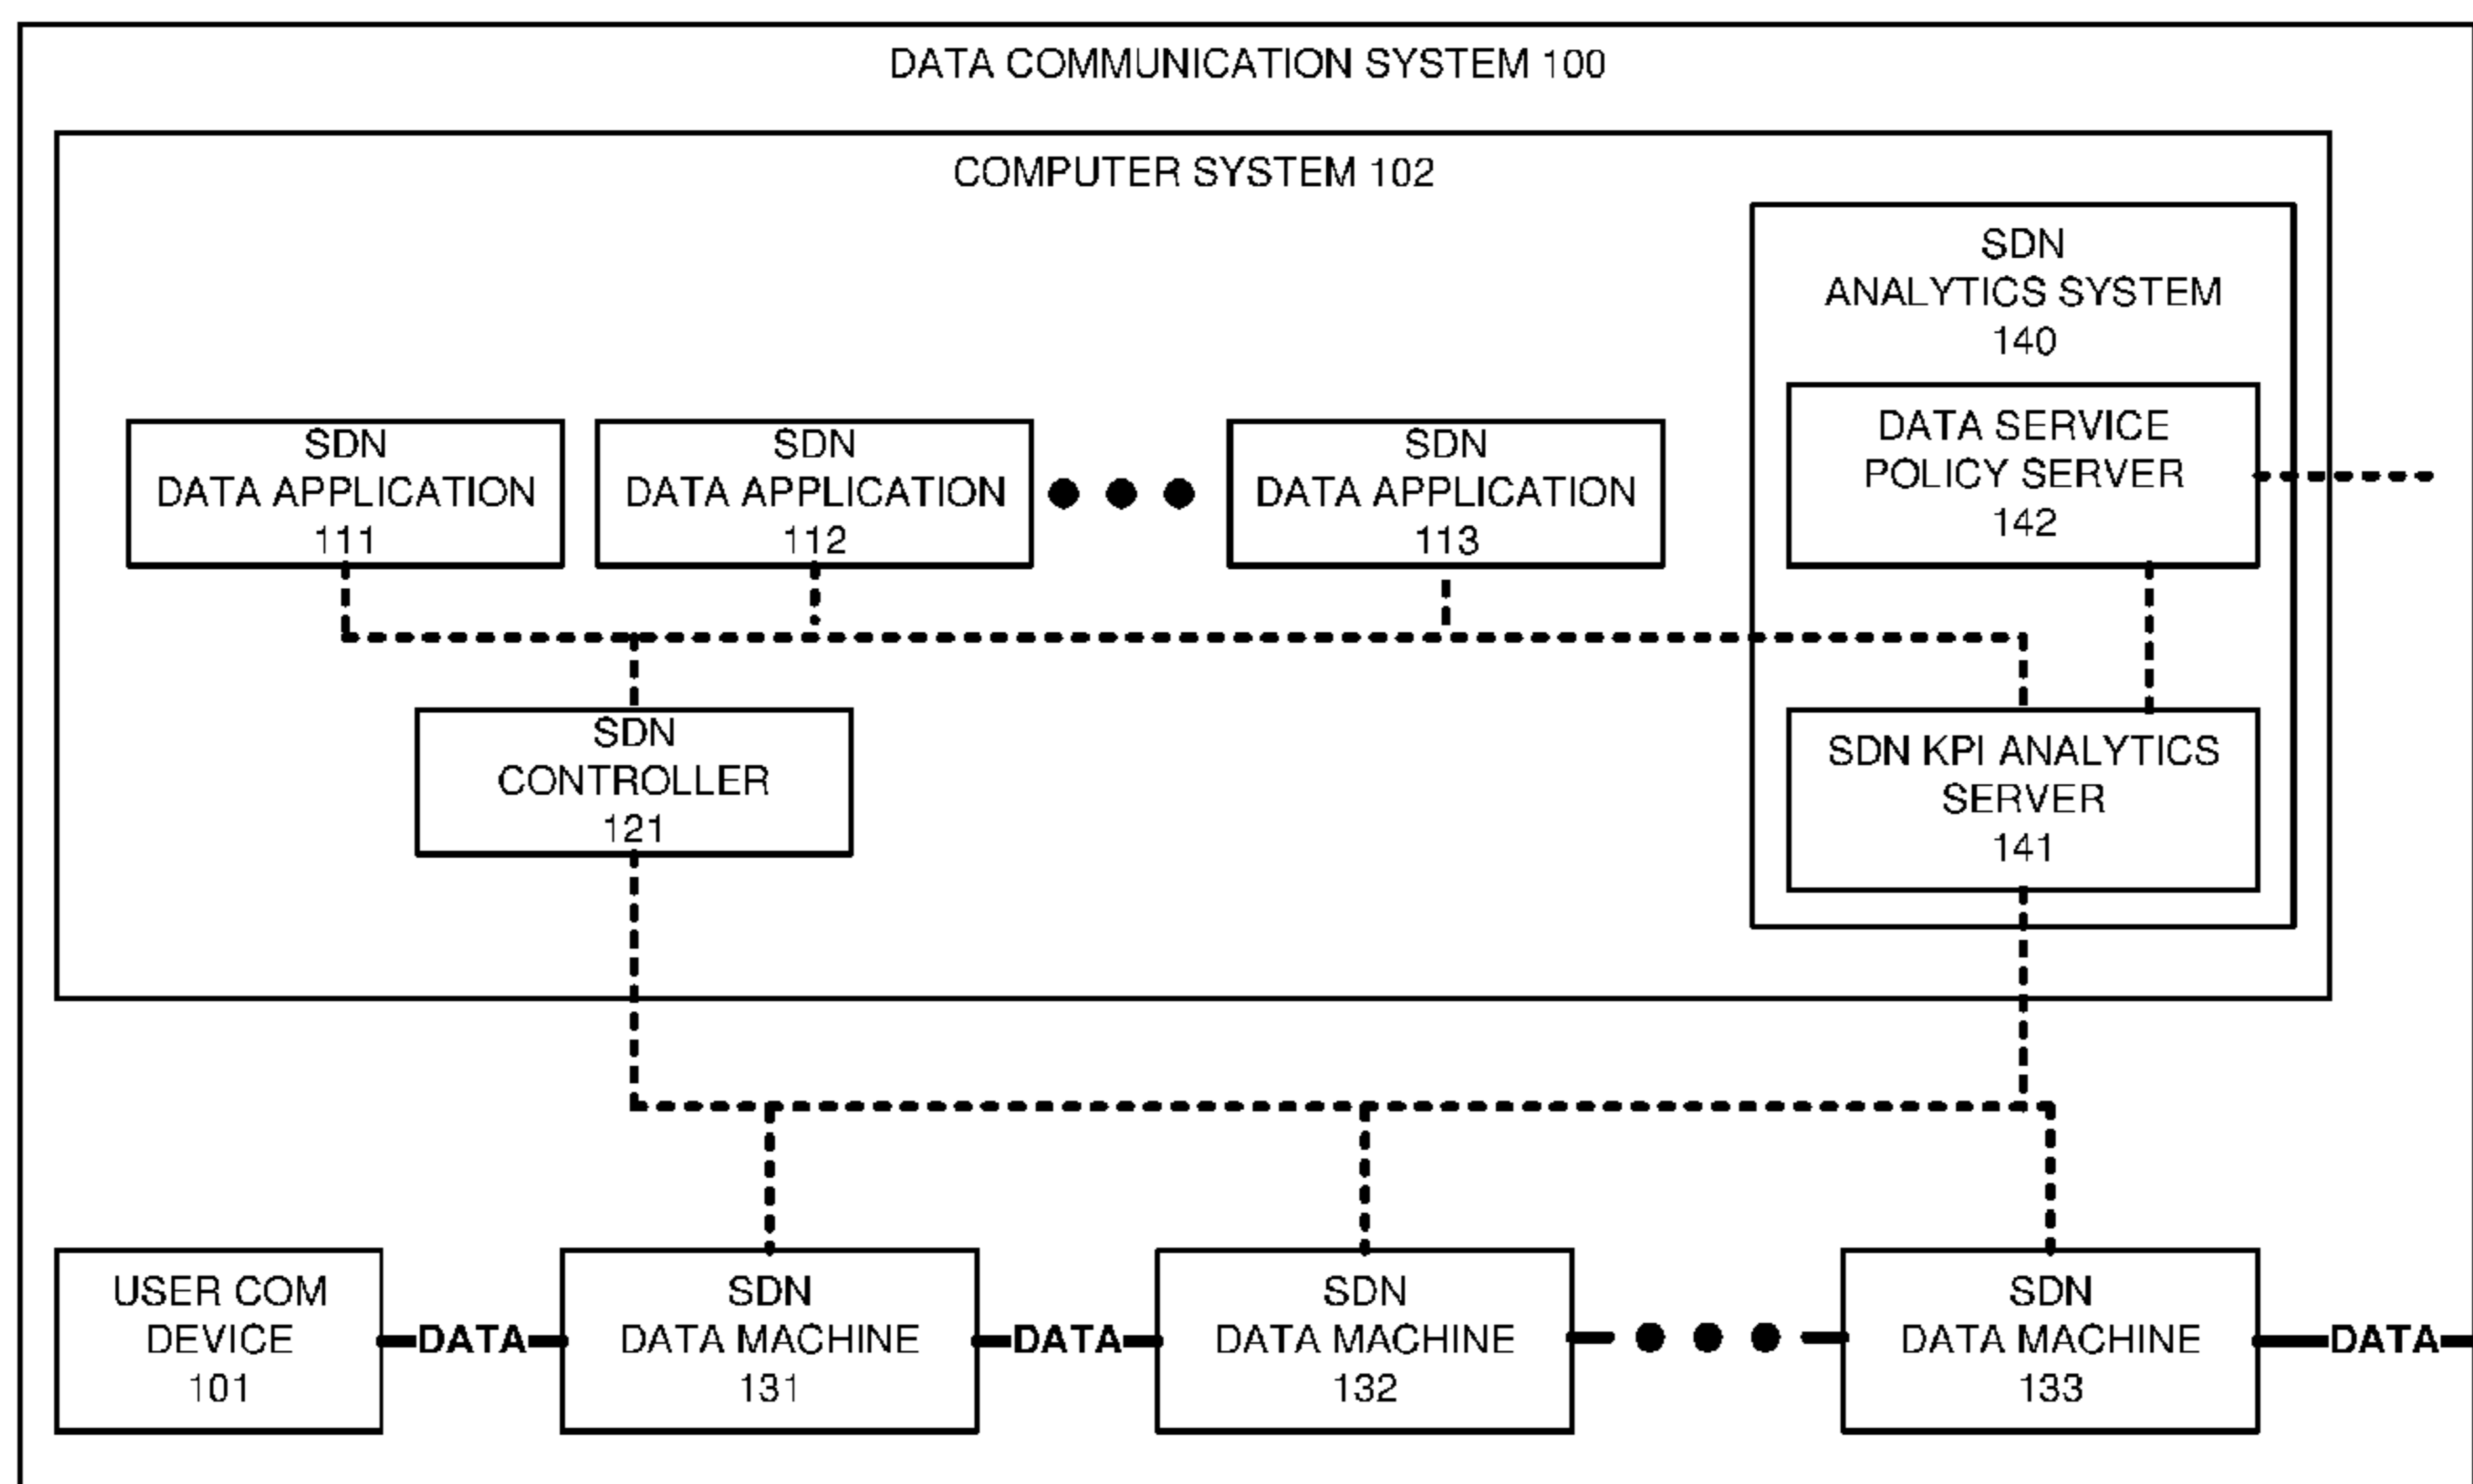 DATA COMMUNICATION SYSTEM 100
COMPUTER SYSTEM 102
SDN
ANALYTICS SYSTEM
140
DATA SERVICE
POLICY SERVER
142
SDN
DATA APPLICATION
111
SDN
DATA APPLICATION
112
SDN
DATA APPLICATION
113
SDN
CONTROLLER
121
SDN KPI ANALYTICS
SERVER
141
USER COM
DEVICE
101
DATA
SDN
DATA MACHINE
131
DATA
SDN
DATA MACHINE
132
SDN
DATA MACHINE
133
DATA